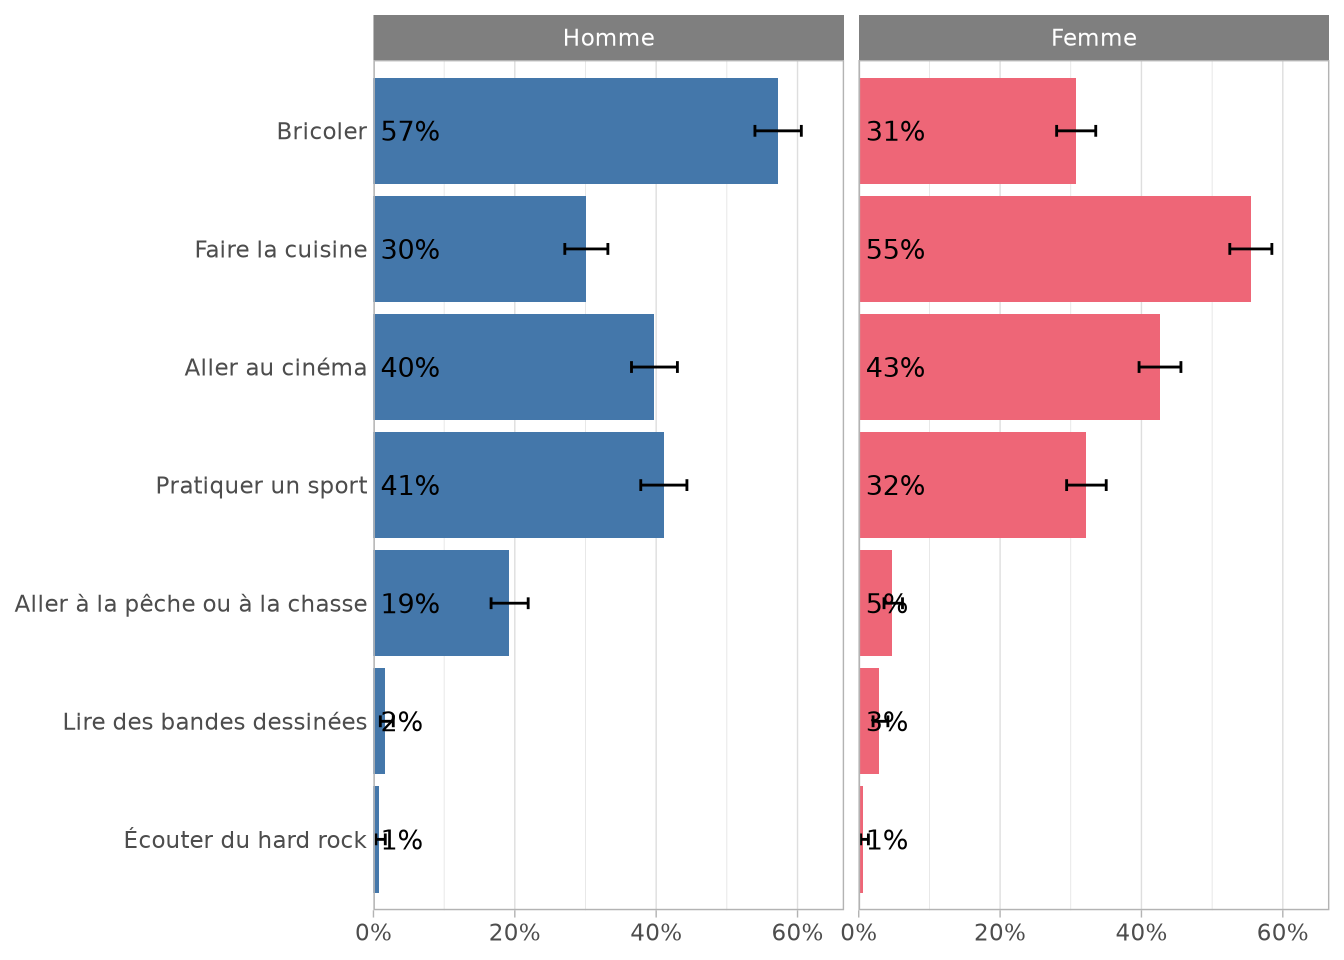 Homme
Femme
Bricoler
57%
31%
Faire la cuisine
30%
55%
Aller au cinéma
40%
43%
Pratiquer un sport
41%
32%
Aller à la pêche ou à la chasse
19%
5%
Lire des bandes dessinées
2%
3%
Écouter du hard rock
1%
1%
0%
20%
40%
60%
0%
20%
40%
60%